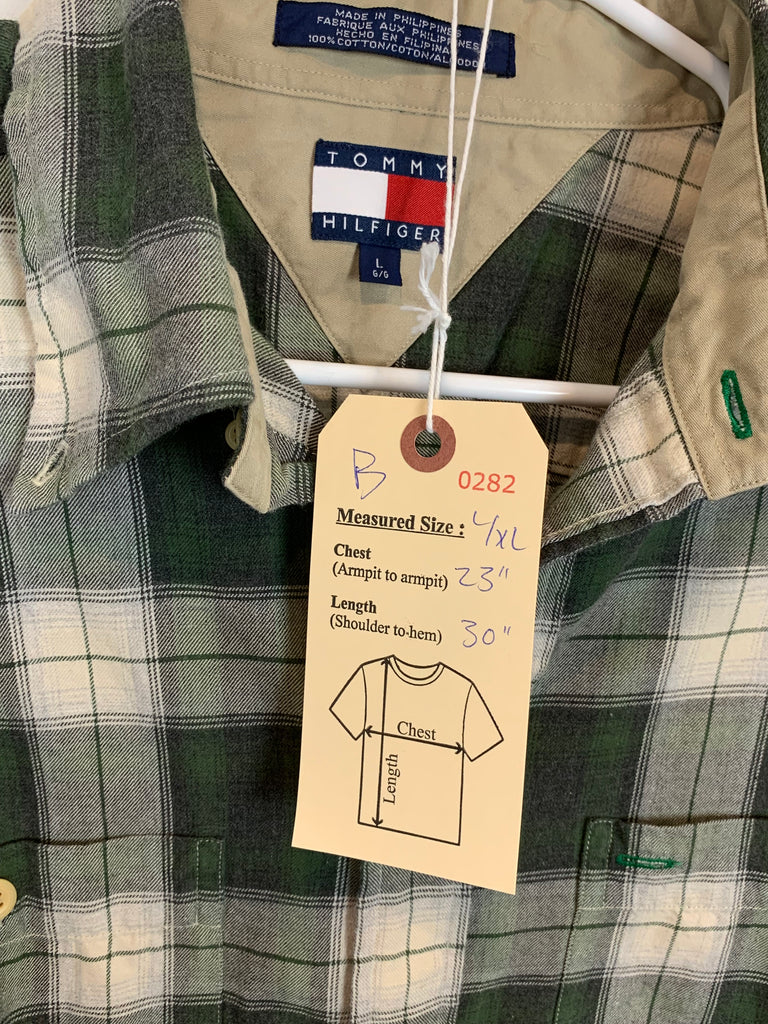 MADE IN PHILIPPINES
FABRIQUE AUX PHILIPPINES
HECHO EN FILIPINAS
100% COTTON/COTON/ALGODON
TOMMY
HILFIGER
L
G/G
B
0282
Measured Size : L/XL
Chest
(Armpit to armpit) 23"
Length
(Shoulder to hem) 30"
Chest
Length